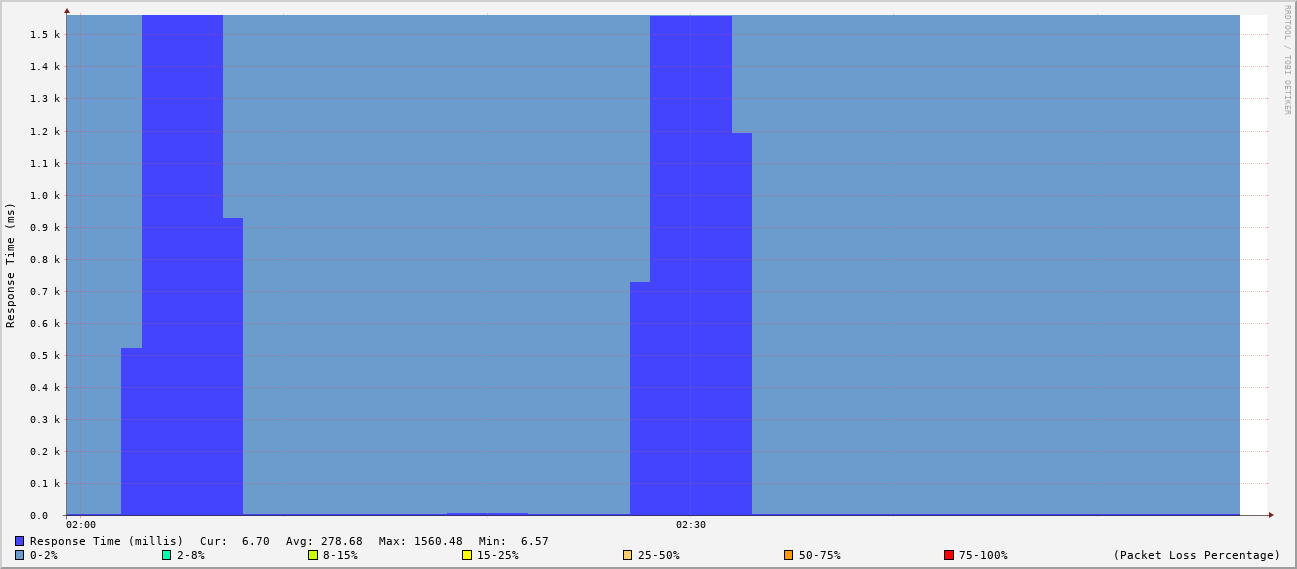 RRDTOOL / TOBI OETIKER
Response Time (ms)
1.5 k
1.4 k
1.3 k
1.2 k
1.1 k
1.0 k
0.9 k
0.8 k
0.7 k
0.6 k
0.5 k
0.4 k
0.3 k
0.2 k
0.1 k
0.0
02:00 02:30
Response Time (millis) Cur: 6.70 Avg: 278.68 Max: 1560.48 Min: 6.57
0-2% 2-8% 8-15% 15-25% 25-50% 50-75% 75-100% (Packet Loss Percentage)